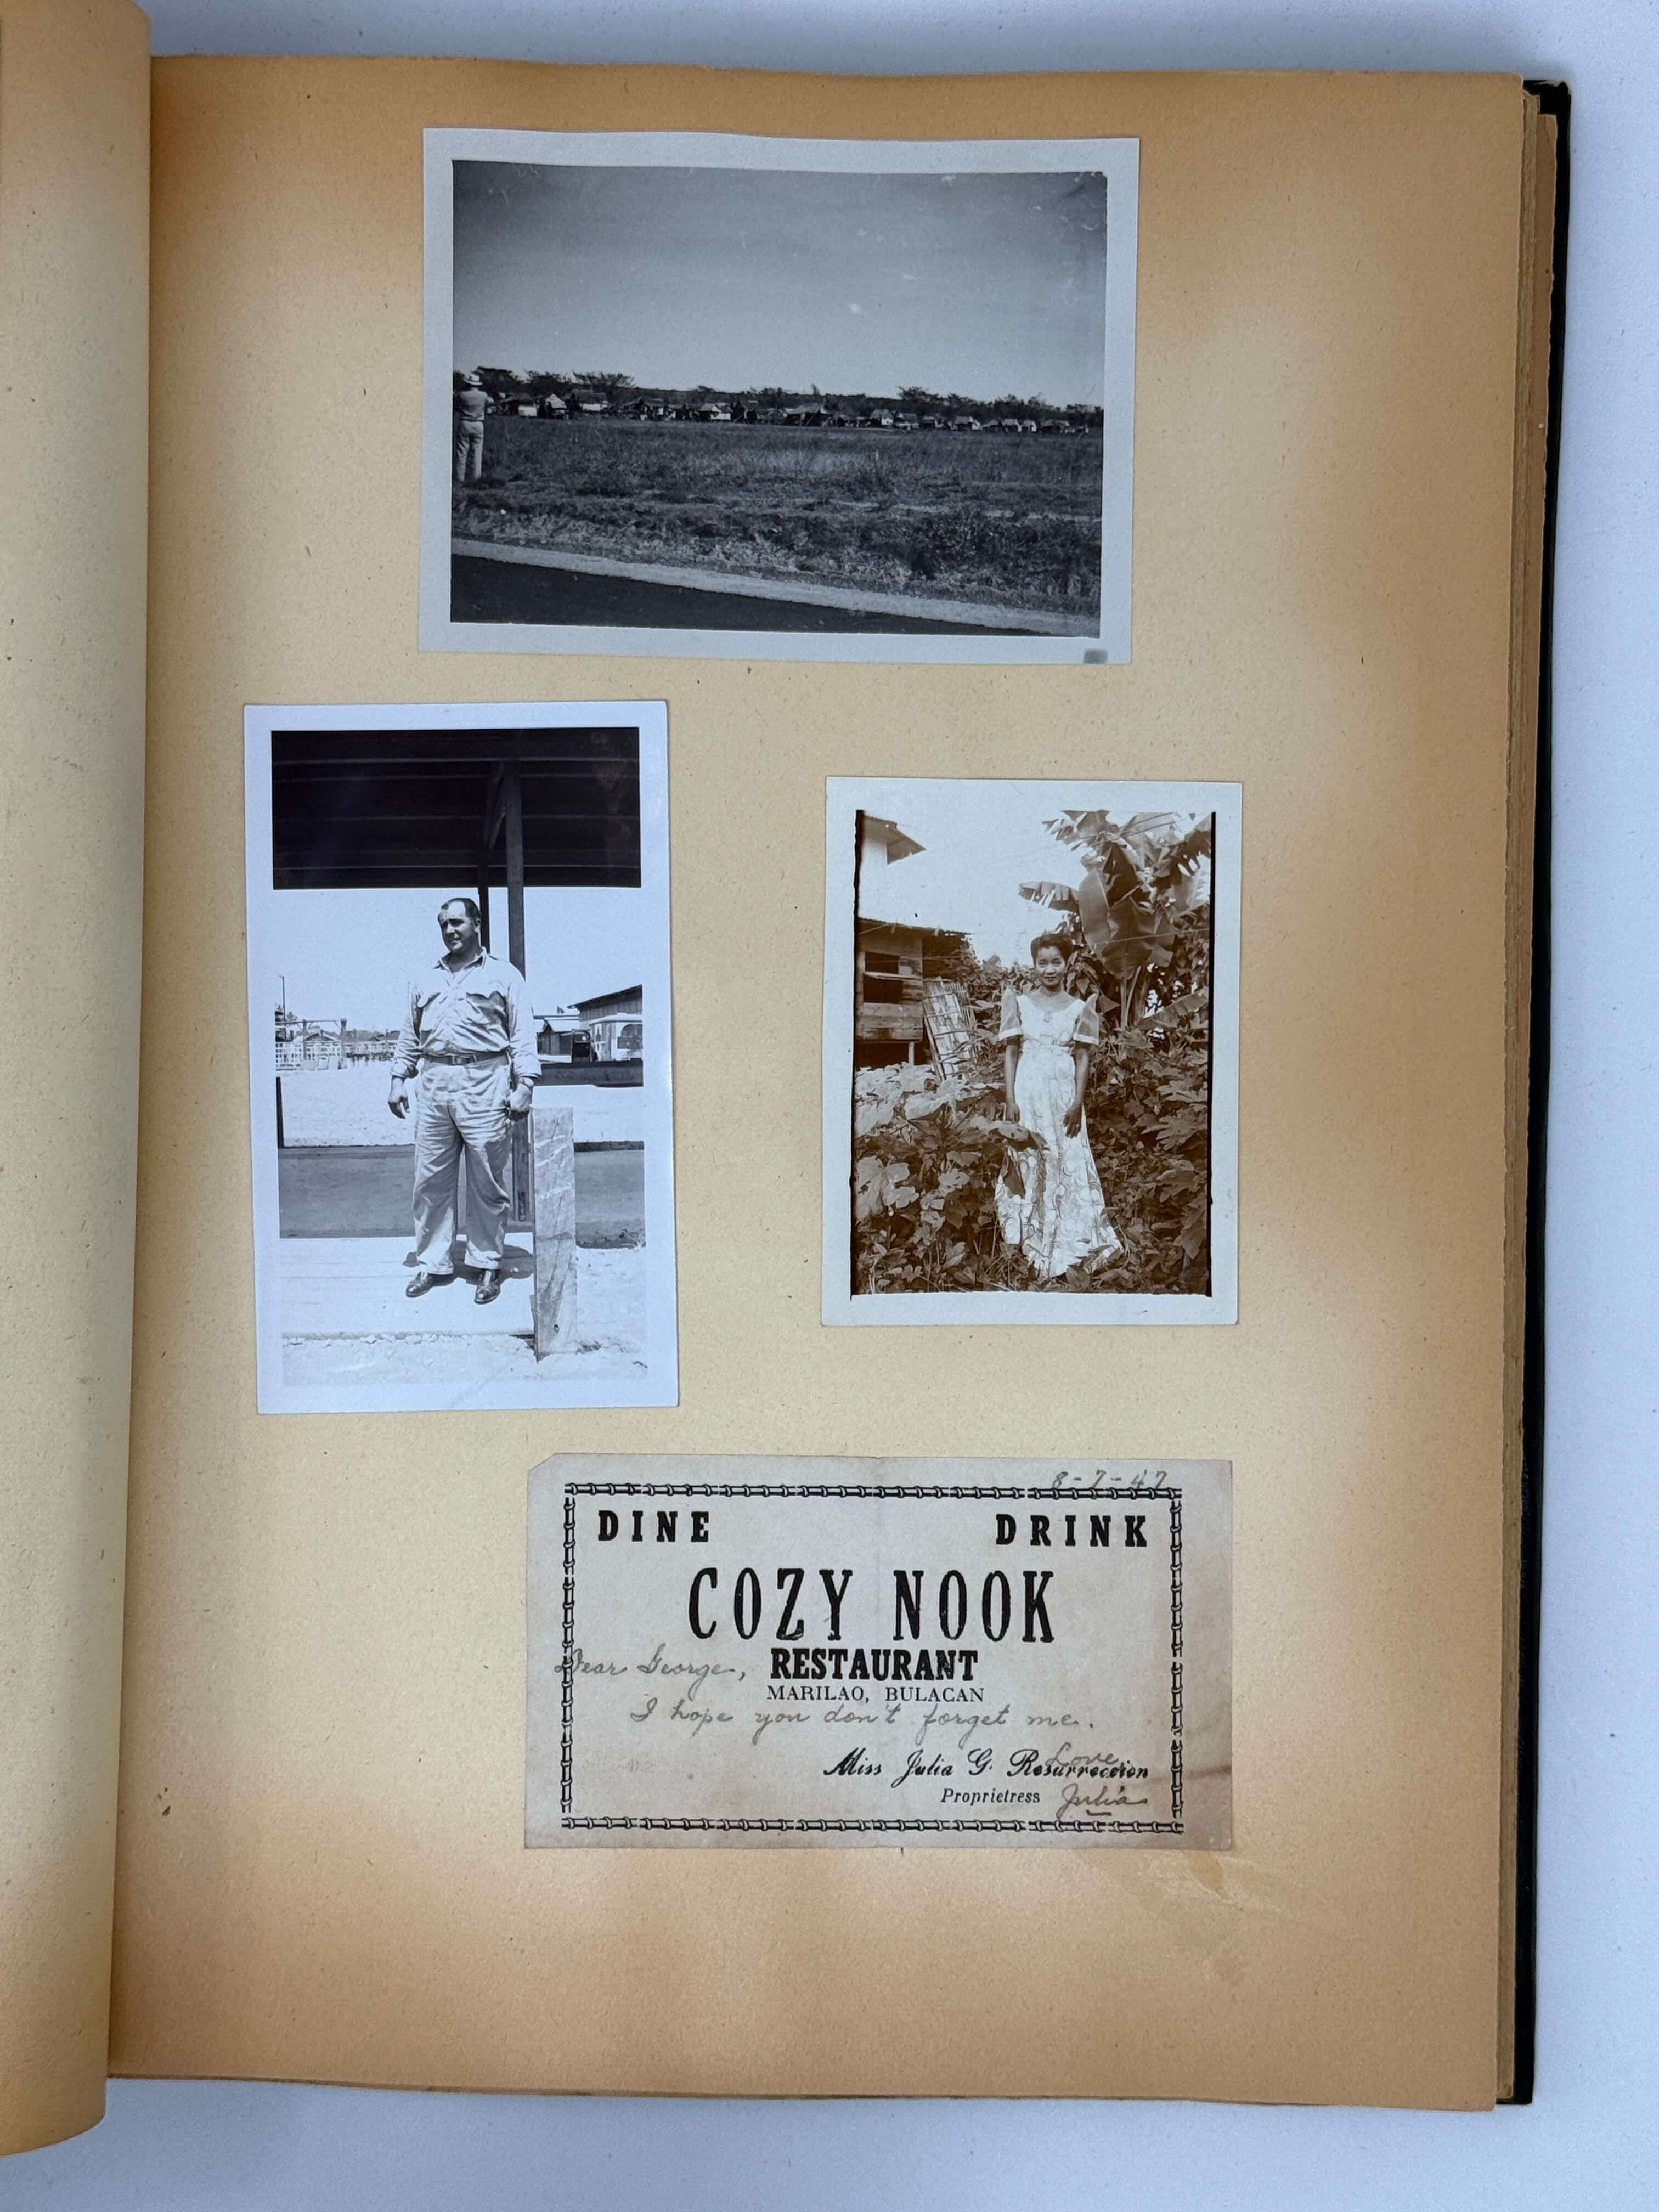 8-7-47
DINE DRINK
COZY NOOK
Dear George, RESTAURANT
MARILAO, BULACAN
I hope you don't forget me.
Love,
Miss Julia G. Resurreccion
Proprietress Julia